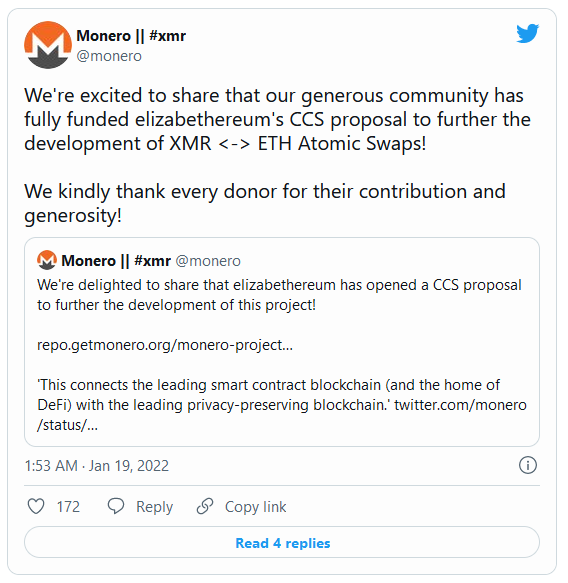 Monero || #xmr
@monero
We're excited to share that our generous community has
fully funded elizabethereum's CCS proposal to further the
development of XMR <-> ETH Atomic Swaps!
We kindly thank every donor for their contribution and
generosity!
Monero || #xmr @monero
We're delighted to share that elizabethereum has opened a CCS proposal
to further the development of this project!
repo.getmonero.org/monero-project...
'This connects the leading smart contract blockchain (and the home of
DeFi) with the leading privacy-preserving blockchain.' twitter.com/monero
/status/...
1:53 AM · Jan 19, 2022
172 Reply Copy link
Read 4 replies